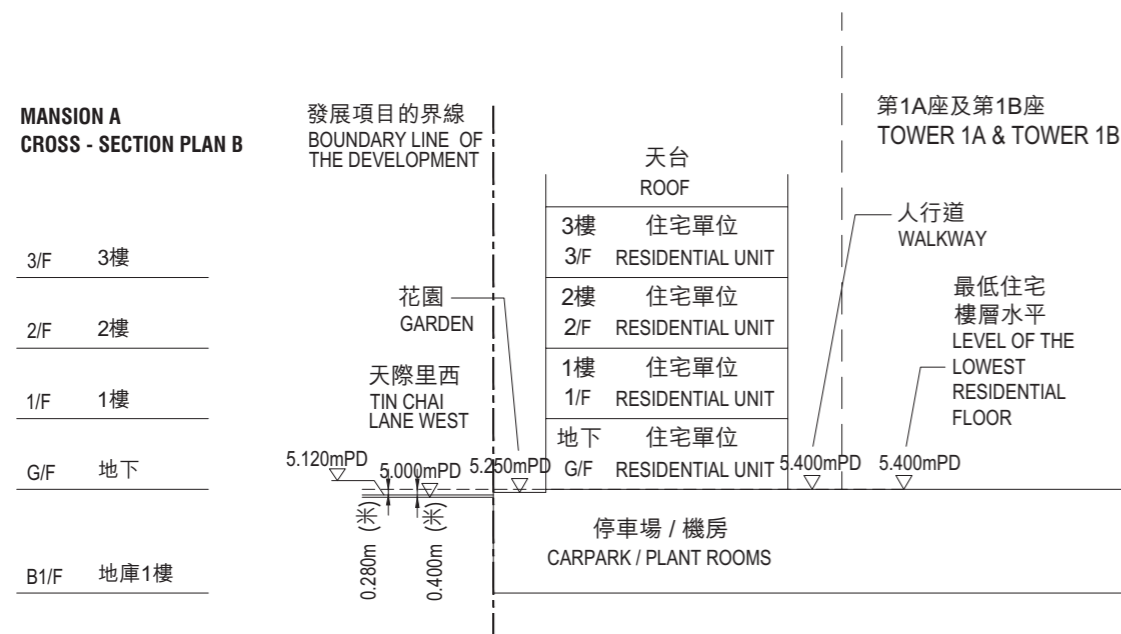 MANSION A
CROSS - SECTION PLAN B
發展項目的界線
BOUNDARY LINE OF
THE DEVELOPMENT
第1A座及第1B座
TOWER 1A & TOWER 1B
天台
ROOF
3樓 住宅單位
3/F RESIDENTIAL UNIT
人行道
WALKWAY
3/F 3樓
2樓 住宅單位
2/F RESIDENTIAL UNIT
花園
GARDEN
最低住宅
樓層水平
LEVEL OF THE
LOWEST
RESIDENTIAL
FLOOR
2/F 2樓
1樓 住宅單位
1/F RESIDENTIAL UNIT
天際里西
TIN CHAI
LANE WEST
1/F 1樓
地下 住宅單位
G/F RESIDENTIAL UNIT
5.120mPD
5.000mPD
5.250mPD
5.400mPD
5.400mPD
G/F 地下
0.280m (米)
0.400m (米)
停車場 / 機房
CARPARK / PLANT ROOMS
B1/F 地庫1樓